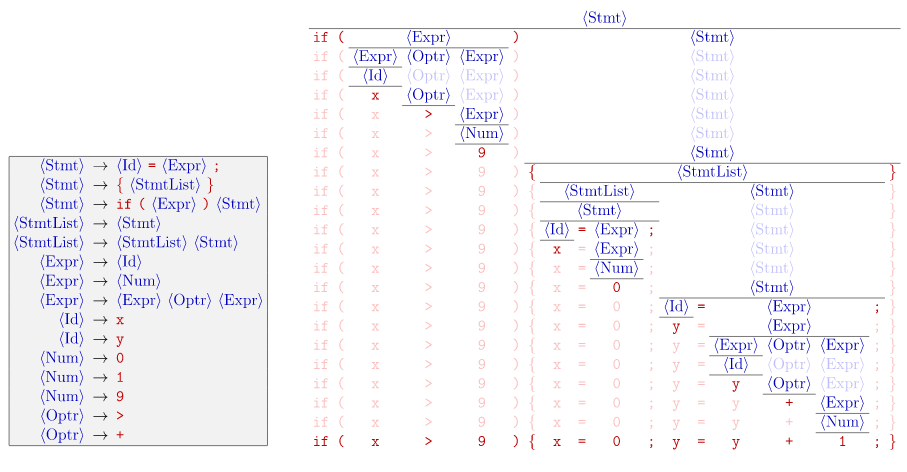 ⟨Stmt⟩ → ⟨Id⟩ = ⟨Expr⟩ ;
⟨Stmt⟩ → { ⟨StmtList⟩ }
⟨Stmt⟩ → if ( ⟨Expr⟩ ) ⟨Stmt⟩
⟨StmtList⟩ → ⟨Stmt⟩
⟨StmtList⟩ → ⟨StmtList⟩ ⟨Stmt⟩
⟨Expr⟩ → ⟨Id⟩
⟨Expr⟩ → ⟨Num⟩
⟨Expr⟩ → ⟨Expr⟩ ⟨Optr⟩ ⟨Expr⟩
⟨Id⟩ → x
⟨Id⟩ → y
⟨Num⟩ → 0
⟨Num⟩ → 1
⟨Num⟩ → 9
⟨Optr⟩ → >
⟨Optr⟩ → +
⟨Stmt⟩
if ( ⟨Expr⟩ ) ⟨Stmt⟩
if ( ⟨Expr⟩ ⟨Optr⟩ ⟨Expr⟩ ) ⟨Stmt⟩
if ( ⟨Id⟩ ⟨Optr⟩ ⟨Expr⟩ ) ⟨Stmt⟩
if ( x ⟨Optr⟩ ⟨Expr⟩ ) ⟨Stmt⟩
if ( x > ⟨Expr⟩ ) ⟨Stmt⟩
if ( x > ⟨Num⟩ ) ⟨Stmt⟩
if ( x > 9 ) ⟨Stmt⟩
if ( x > 9 ) { ⟨StmtList⟩ }
if ( x > 9 ) { ⟨StmtList⟩ ⟨Stmt⟩ }
if ( x > 9 ) { ⟨Stmt⟩ ⟨Stmt⟩ }
if ( x > 9 ) { ⟨Id⟩ = ⟨Expr⟩ ; ⟨Stmt⟩ }
if ( x > 9 ) { x = ⟨Expr⟩ ; ⟨Stmt⟩ }
if ( x > 9 ) { x = ⟨Num⟩ ; ⟨Stmt⟩ }
if ( x > 9 ) { x = 0 ; ⟨Stmt⟩ }
if ( x > 9 ) { x = 0 ; ⟨Id⟩ = ⟨Expr⟩ ; }
if ( x > 9 ) { x = 0 ; y = ⟨Expr⟩ ; }
if ( x > 9 ) { x = 0 ; y = ⟨Expr⟩ ⟨Optr⟩ ⟨Expr⟩ ; }
if ( x > 9 ) { x = 0 ; y = ⟨Id⟩ ⟨Optr⟩ ⟨Expr⟩ ; }
if ( x > 9 ) { x = 0 ; y = y ⟨Optr⟩ ⟨Expr⟩ ; }
if ( x > 9 ) { x = 0 ; y = y + ⟨Expr⟩ ; }
if ( x > 9 ) { x = 0 ; y = y + ⟨Num⟩ ; }
if ( x > 9 ) { x = 0 ; y = y + 1 ; }